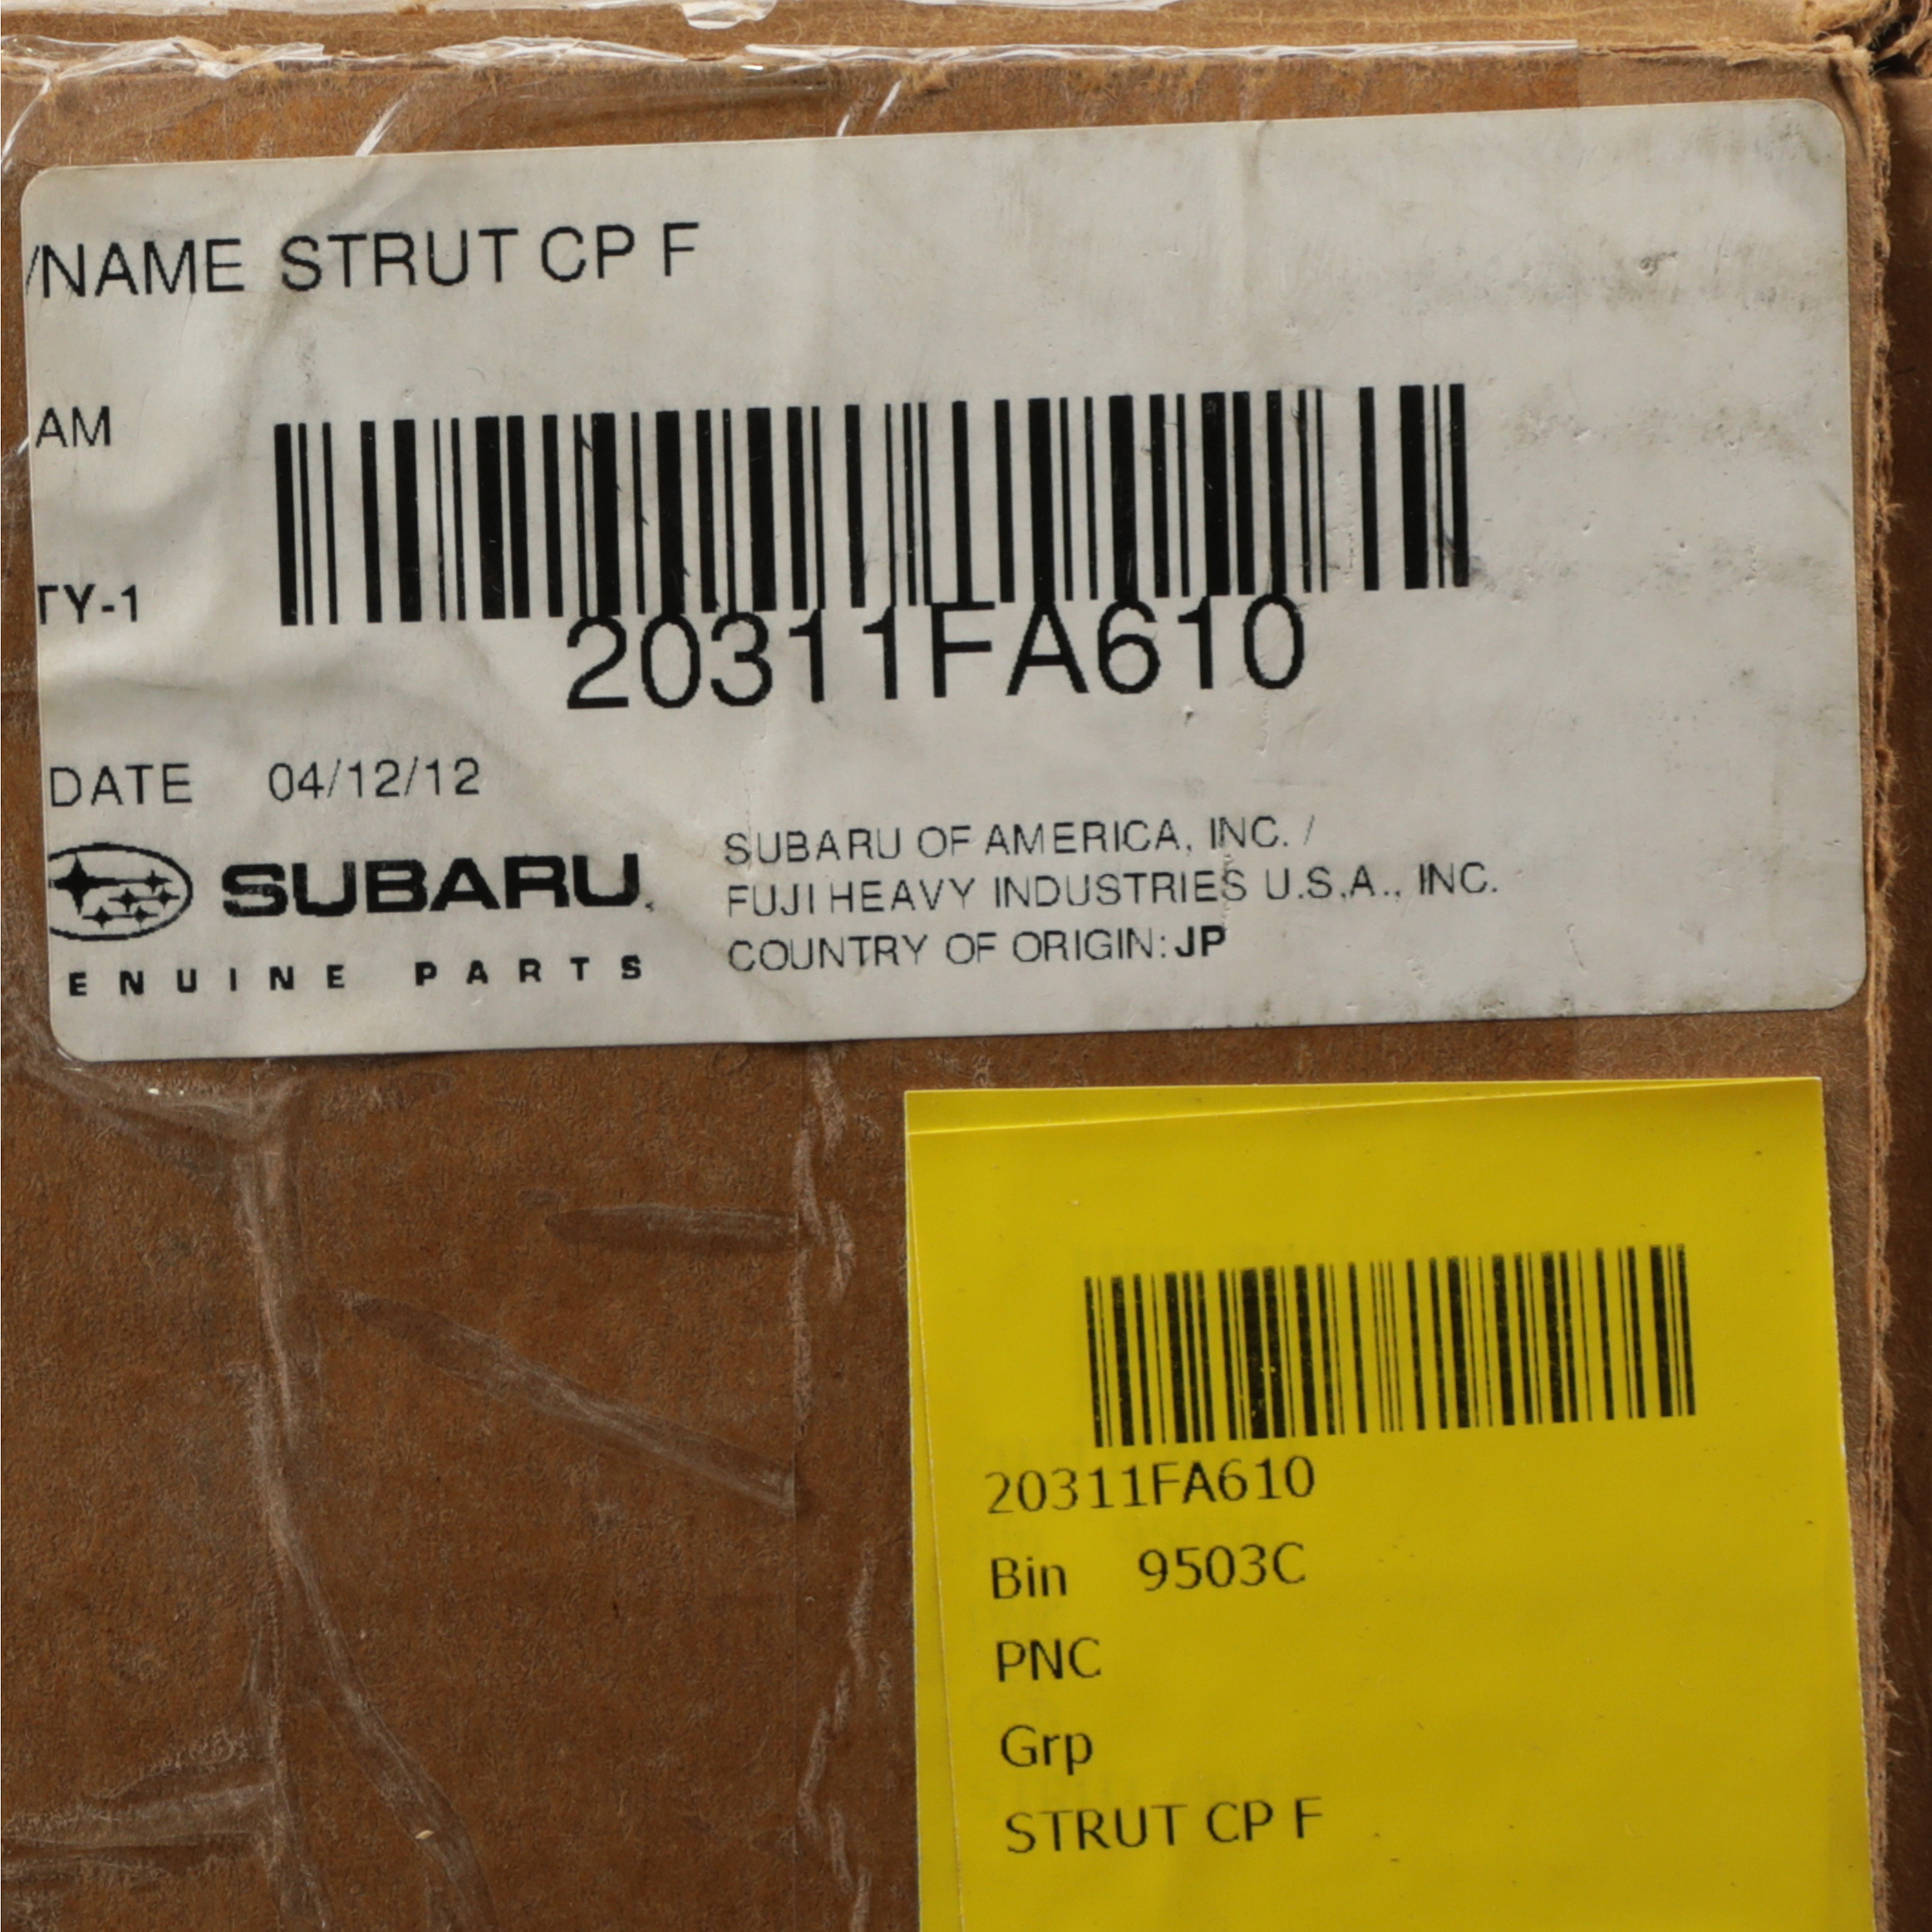 /NAME STRUT CP F
AM
TY-1
20311FA610
DATE 04/12/12
SUBARU
ENUINE PARTS
SUBARU OF AMERICA, INC. /
FUJI HEAVY INDUSTRIES U.S.A., INC.
COUNTRY OF ORIGIN: JP
20311FA610
Bin 9503C
PNC
Grp
STRUT CP F